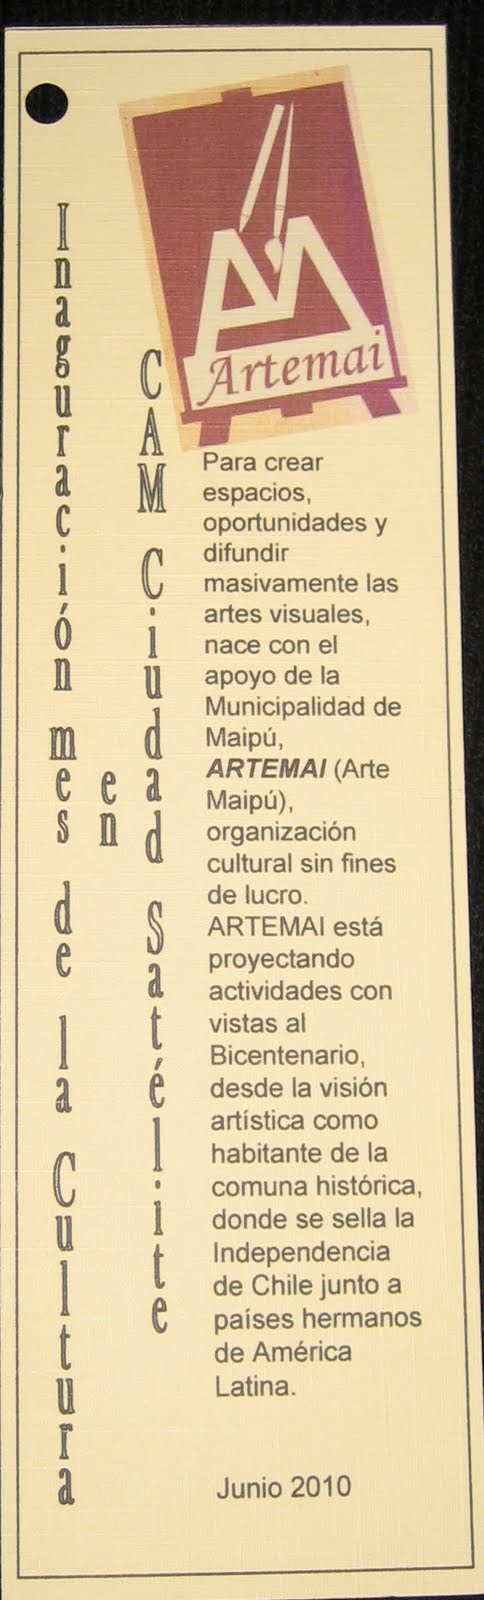 Inaguración mes de la Cultura
en
CAM Ciudad Satélite
Artemai
Para crear
espacios,
oportunidades y
difundir
masivamente las
artes visuales,
nace con el
apoyo de la
Municipalidad de
Maipú,
ARTEMAI (Arte
Maipú),
organización
cultural sin fines
de lucro.
ARTEMAI está
proyectando
actividades con
vistas al
Bicentenario,
desde la visión
artística como
habitante de la
comuna histórica,
donde se sella la
Independencia
de Chile junto a
países hermanos
de América
Latina.
Junio 2010